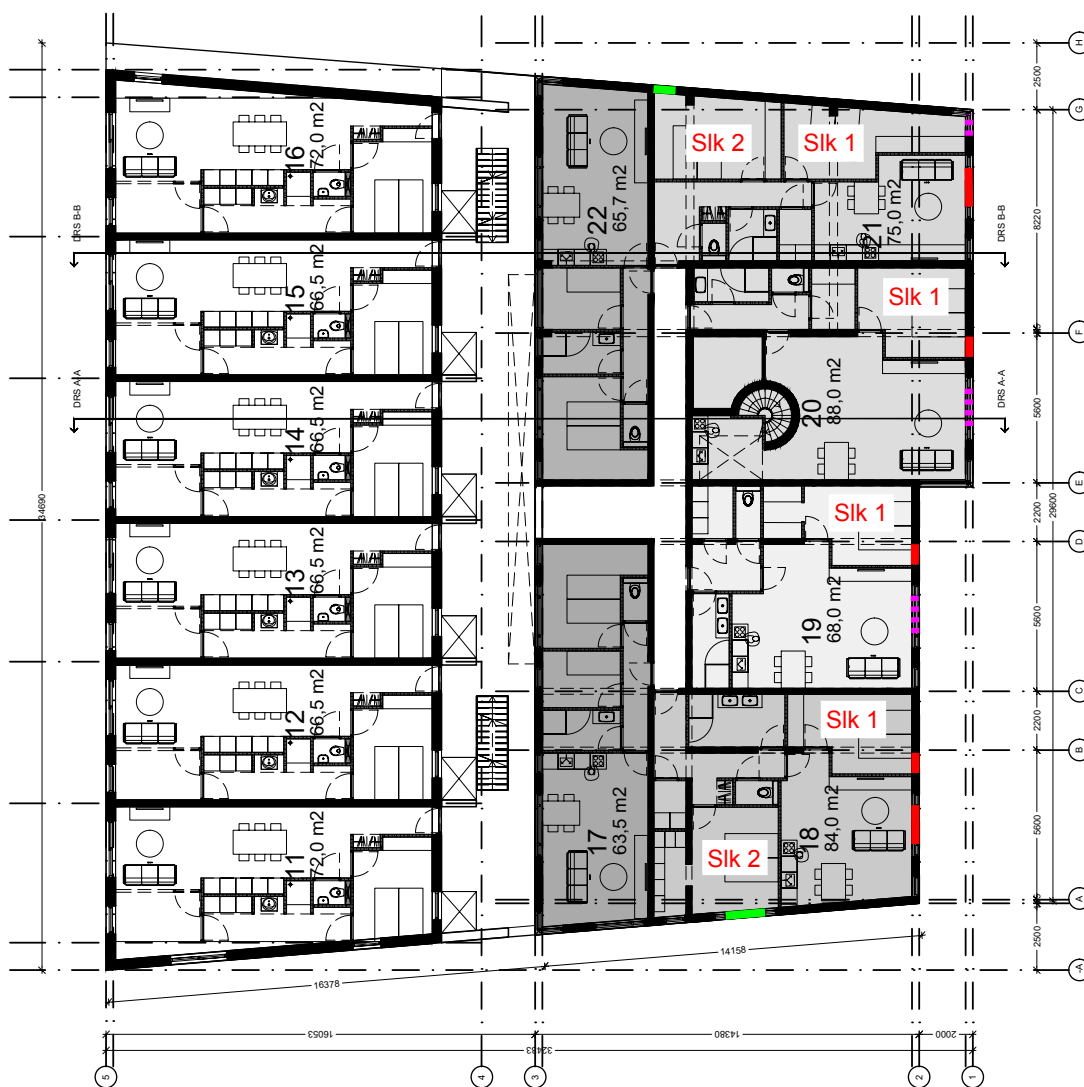 H
2500
G
16
72,0 m2
22
65,7 m2
Slk 2
Slk 1
21
75,0 m2
DRS B-B
DRS B-B
8220
15
66,5 m2
Slk 1
F
34690
DRS A-A
DRS A-A
14
66,5 m2
20
88,0 m2
5600
E
2200
29600
Slk 1
D
13
66,5 m2
19
68,0 m2
5600
C
12
66,5 m2
Slk 1
2200
B
11
72,0 m2
17
63,5 m2
Slk 2
18
84,0 m2
5600
A
2500
-A
14158
16378
16053
14380
2000
32483
5
4
3
2
1